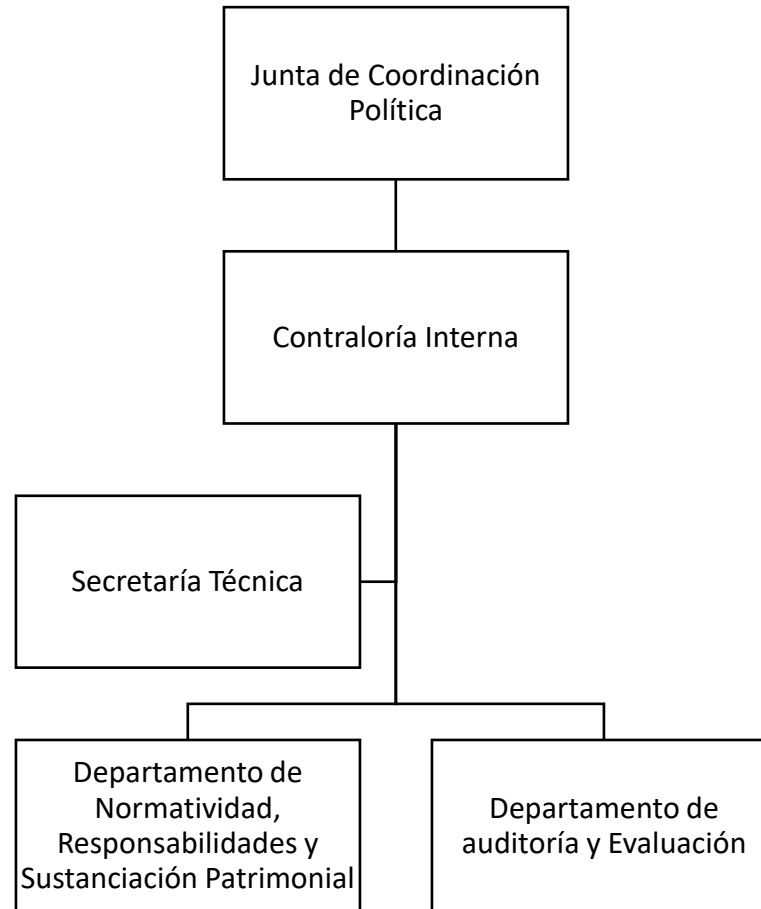 Junta de Coordinación
Política
Contraloría Interna
Secretaría Técnica
Departamento de
Normatividad,
Responsabilidades y
Sustanciación Patrimonial
Departamento de
auditoría y Evaluación